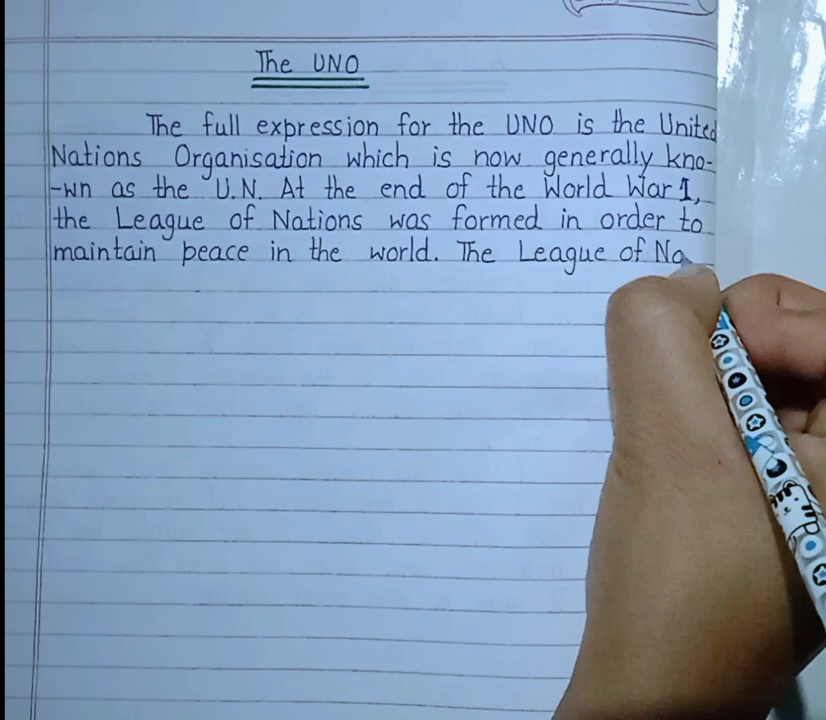 The UNO
The full expression for the UNO is the United
Nations Organisation which is now generally kno-
-wn as the U.N. At the end of the World War I,
the League of Nations was formed in order to
maintain peace in the world. The League of Na